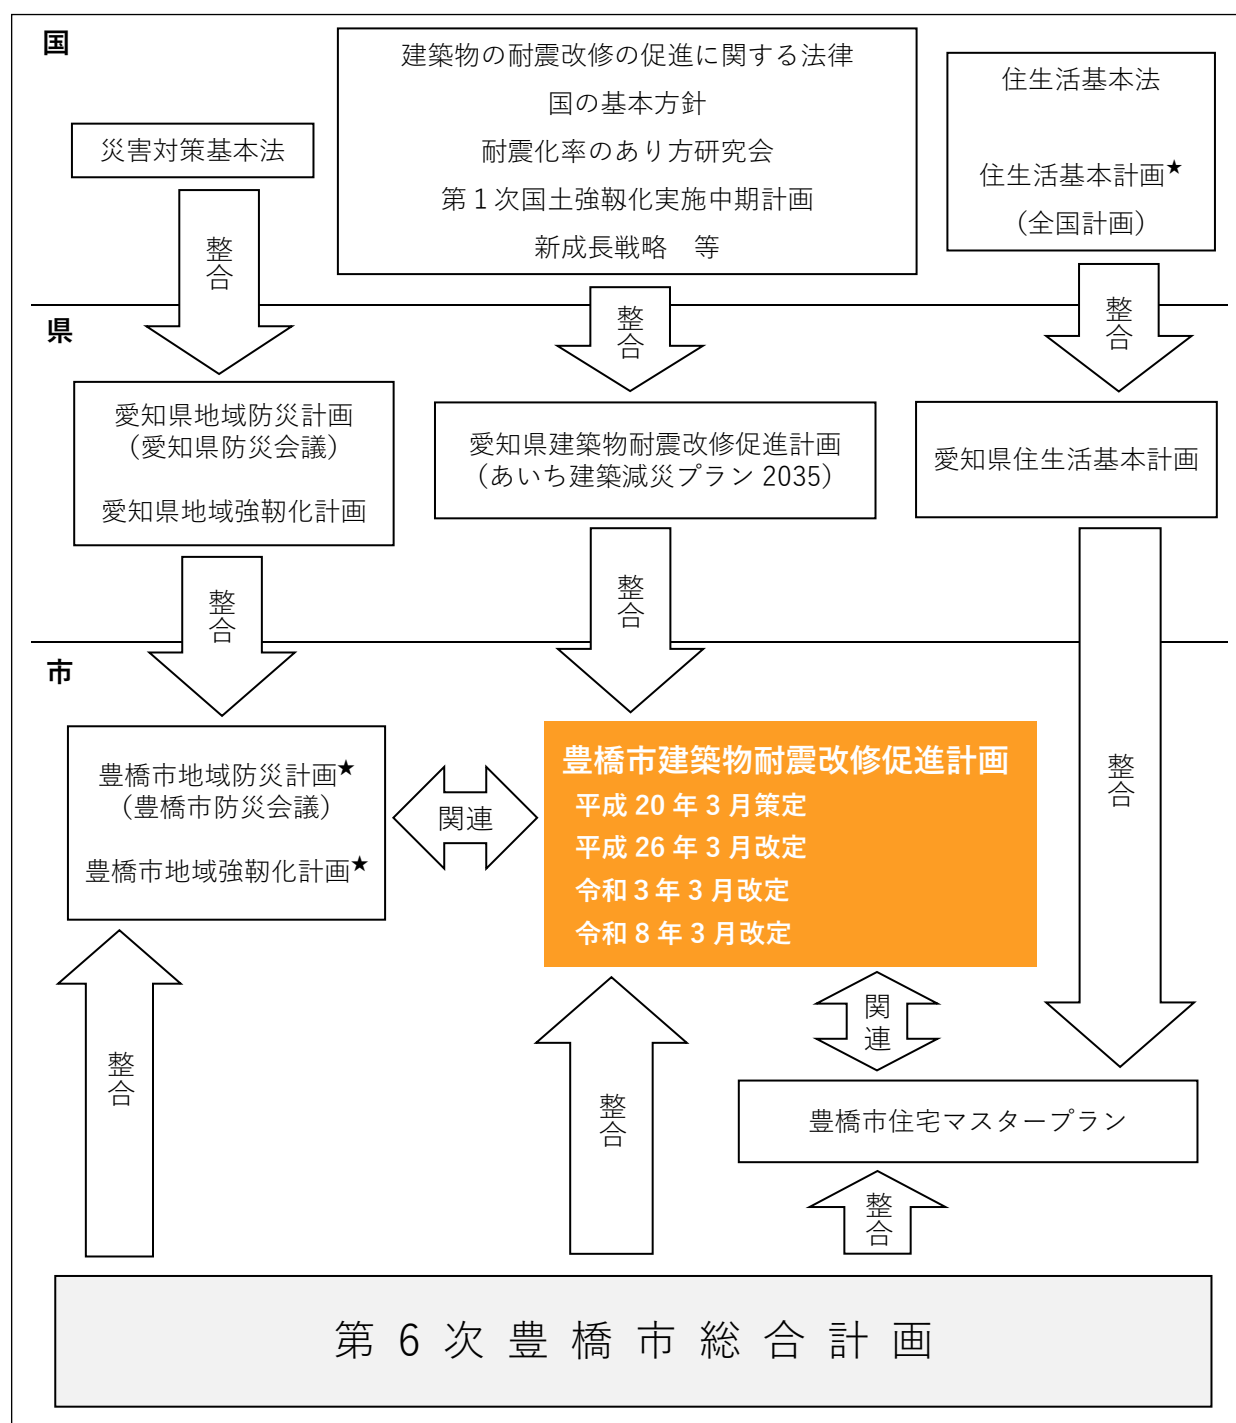 国
災害対策基本法
建築物の耐震改修の促進に関する法律
国の基本方針
耐震化率のあり方研究会
第1次国土強靱化実施中期計画
新成長戦略　等
住生活基本法
住生活基本計画★
（全国計画）
整合
整合
整合
県
愛知県地域防災計画
（愛知県防災会議）
愛知県地域強靭化計画
愛知県建築物耐震改修促進計画
（あいち建築減災プラン 2035）
愛知県住生活基本計画
整合
整合
整合
市
豊橋市地域防災計画★
（豊橋市防災会議）
豊橋市地域強靭化計画★
関連
豊橋市建築物耐震改修促進計画
平成 20 年 3 月策定
平成 26 年 3 月改定
令和 3 年 3 月改定
令和 8 年 3 月改定
関連
豊橋市住宅マスタープラン
整合
整合
整合
第6次豊橋市総合計画